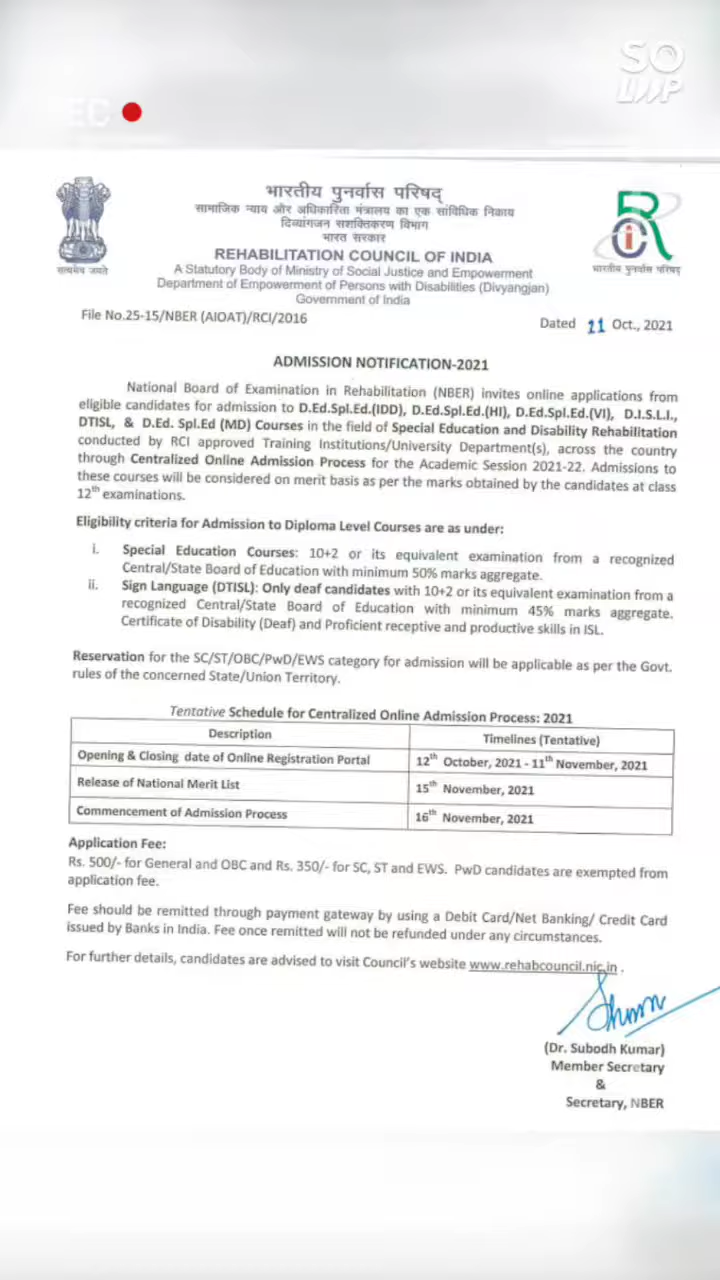 SO
LOOP
EC
भारतीय पुनर्वास परिषद्
सामाजिक न्याय और अधिकारिता मंत्रालय का एक सांविधिक निकाय
दिव्यांगजन सशक्तिकरण विभाग
भारत सरकार
REHABILITATION COUNCIL OF INDIA
A Statutory Body of Ministry of Social Justice and Empowerment
Department of Empowerment of Persons with Disabilities (Divyangjan)
Government of India
सत्यमेव जयते
RCI
भारतीय पुनर्वास परिषद्
File No.25-15/NBER (AIOAT)/RCI/2016
Dated 11 Oct., 2021
ADMISSION NOTIFICATION-2021
National Board of Examination in Rehabilitation (NBER) invites online applications from
eligible candidates for admission to D.Ed.Spl.Ed.(IDD), D.Ed.Spl.Ed.(HI), D.Ed.Spl.Ed.(VI), D.I.S.L.I.,
DTISL, & D.Ed. Spl.Ed (MD) Courses in the field of Special Education and Disability Rehabilitation
conducted by RCI approved Training Institutions/University Department(s), across the country
through Centralized Online Admission Process for the Academic Session 2021-22. Admissions to
these courses will be considered on merit basis as per the marks obtained by the candidates at class
12th examinations.
Eligibility criteria for Admission to Diploma Level Courses are as under:
i. Special Education Courses: 10+2 or its equivalent examination from a recognized
Central/State Board of Education with minimum 50% marks aggregate.
ii. Sign Language (DTISL): Only deaf candidates with 10+2 or its equivalent examination from a
recognized Central/State Board of Education with minimum 45% marks aggregate.
Certificate of Disability (Deaf) and Proficient receptive and productive skills in ISL.
Reservation for the SC/ST/OBC/PwD/EWS category for admission will be applicable as per the Govt.
rules of the concerned State/Union Territory.
Tentative Schedule for Centralized Online Admission Process: 2021
Description Timelines (Tentative)
Opening & Closing date of Online Registration Portal 12th October, 2021 - 11th November, 2021
Release of National Merit List 15th November, 2021
Commencement of Admission Process 16th November, 2021
Application Fee:
Rs. 500/- for General and OBC and Rs. 350/- for SC, ST and EWS. PwD candidates are exempted from
application fee.
Fee should be remitted through payment gateway by using a Debit Card/Net Banking/ Credit Card
issued by Banks in India. Fee once remitted will not be refunded under any circumstances.
For further details, candidates are advised to visit Council's website www.rehabcouncil.nic.in .
(Dr. Subodh Kumar)
Member Secretary
&
Secretary, NBER